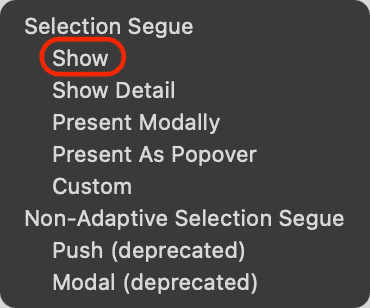 Selection Segue
Show
Show Detail
Present Modally
Present As Popover
Custom
Non-Adaptive Selection Segue
Push (deprecated)
Modal (deprecated)